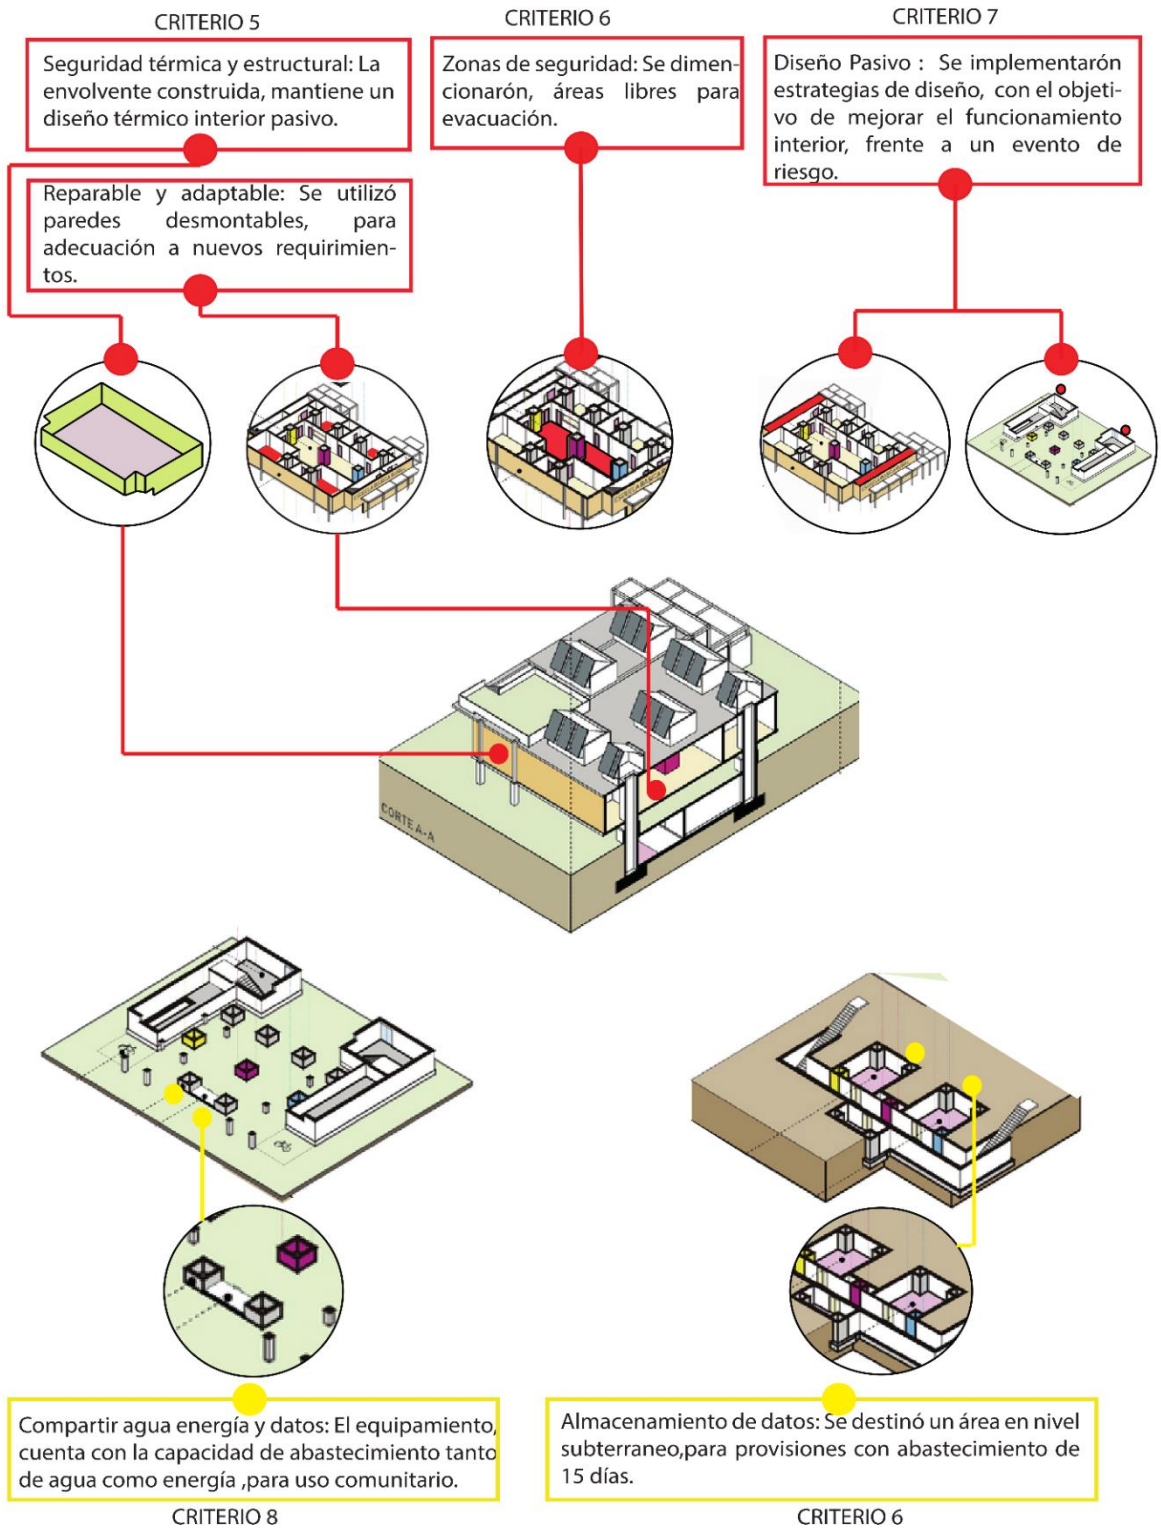 CRITERIO 5
Seguridad térmica y estructural: La
envolvente construida, mantiene un
diseño térmico interior pasivo.
Reparable y adaptable: Se utilizó
paredes desmontables, para
adecuación a nuevos requirimien-
tos.
CRITERIO 6
Zonas de seguridad: Se dimen-
cionarón, áreas libres para
evacuación.
CRITERIO 7
Diseño Pasivo : Se implementarón
estrategias de diseño, con el objeti-
vo de mejorar el funcionamiento
interior, frente a un evento de
riesgo.
CORTE A-A
Compartir agua energía y datos: El equipamiento,
cuenta con la capacidad de abastecimiento tanto
de agua como energía ,para uso comunitario.
CRITERIO 8
Almacenamiento de datos: Se destinó un área en nivel
subterraneo,para provisiones con abastecimiento de
15 días.
CRITERIO 6